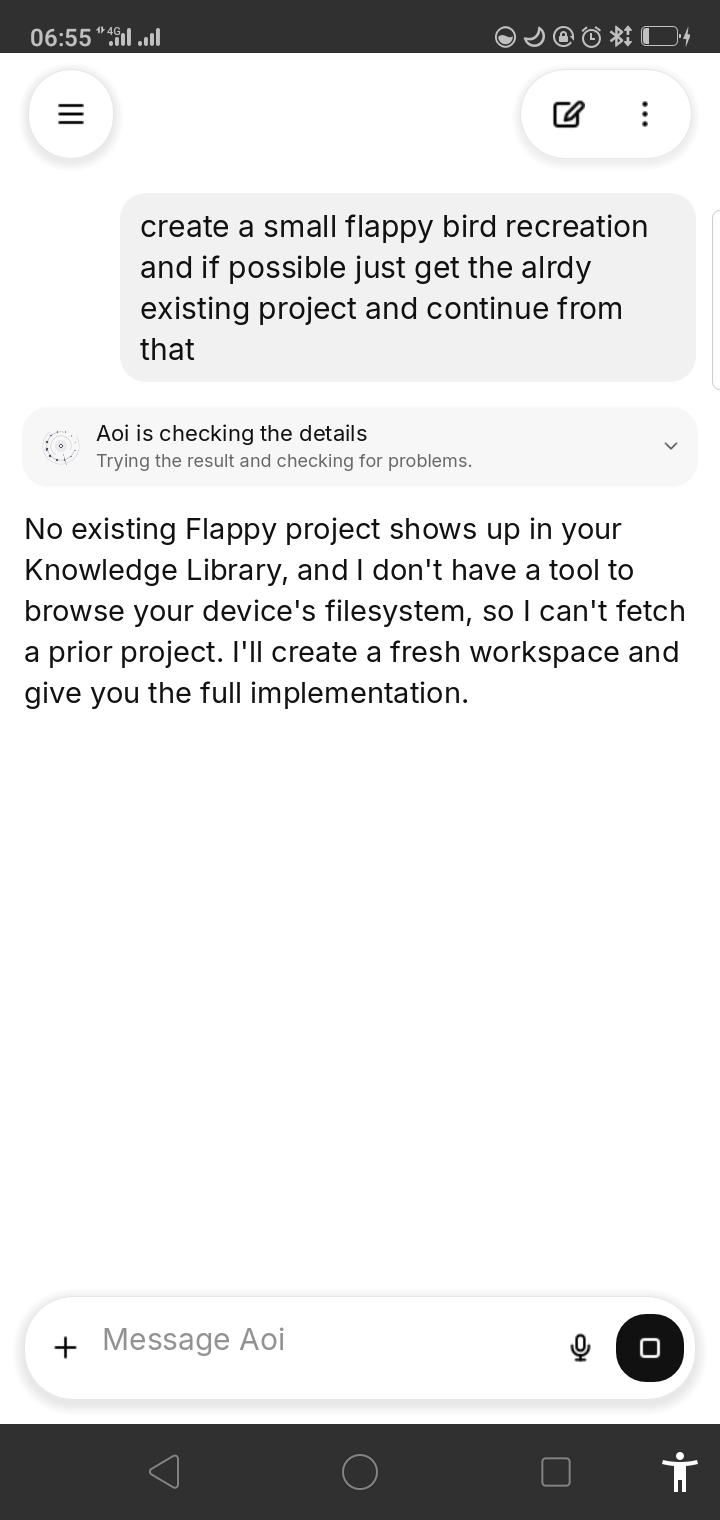 06:55
4G
create a small flappy bird recreation
and if possible just get the alrdy
existing project and continue from
that
Aoi is checking the details
Trying the result and checking for problems.
No existing Flappy project shows up in your
Knowledge Library, and I don't have a tool to
browse your device's filesystem, so I can't fetch
a prior project. I'll create a fresh workspace and
give you the full implementation.
Message Aoi